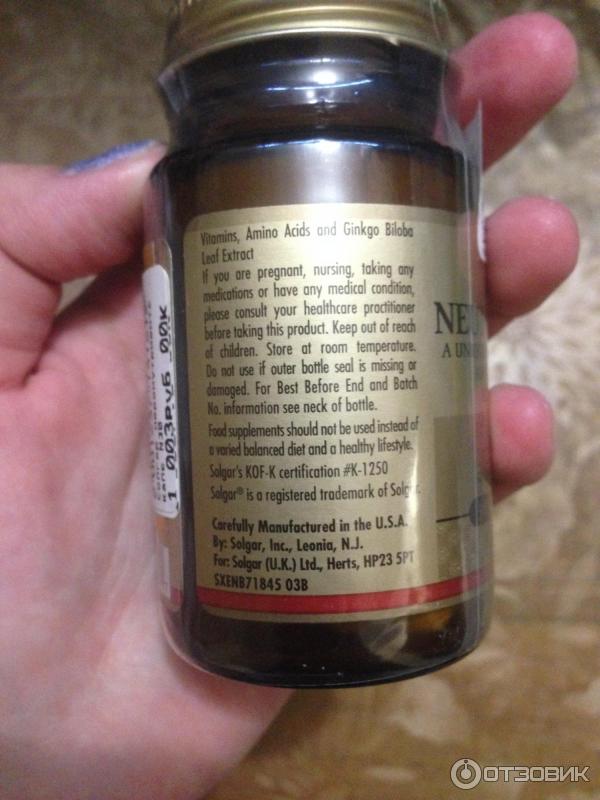 Vitamins, Amino Acids and Ginkgo Biloba
Leaf Extract
If you are pregnant, nursing, taking any
medications or have any medical condition,
please consult your healthcare practitioner
before taking this product. Keep out of reach
of children. Store at room temperature.
Do not use if outer bottle seal is missing or
damaged. For Best Before End and Batch
No. information see neck of bottle.
Food supplements should not be used instead of
a varied balanced diet and a healthy lifestyle.
Solgar's KOF-K certification #K-1250
Solgar® is a registered trademark of Solgar.
Carefully Manufactured in the U.S.A.
By: Solgar, Inc., Leonia, N.J.
For: Solgar (U.K.) Ltd., Herts, HP23 5PT
SXENB71845 03B
NEU
A UN
1 003РУБ 00К
ОТЗОВИК